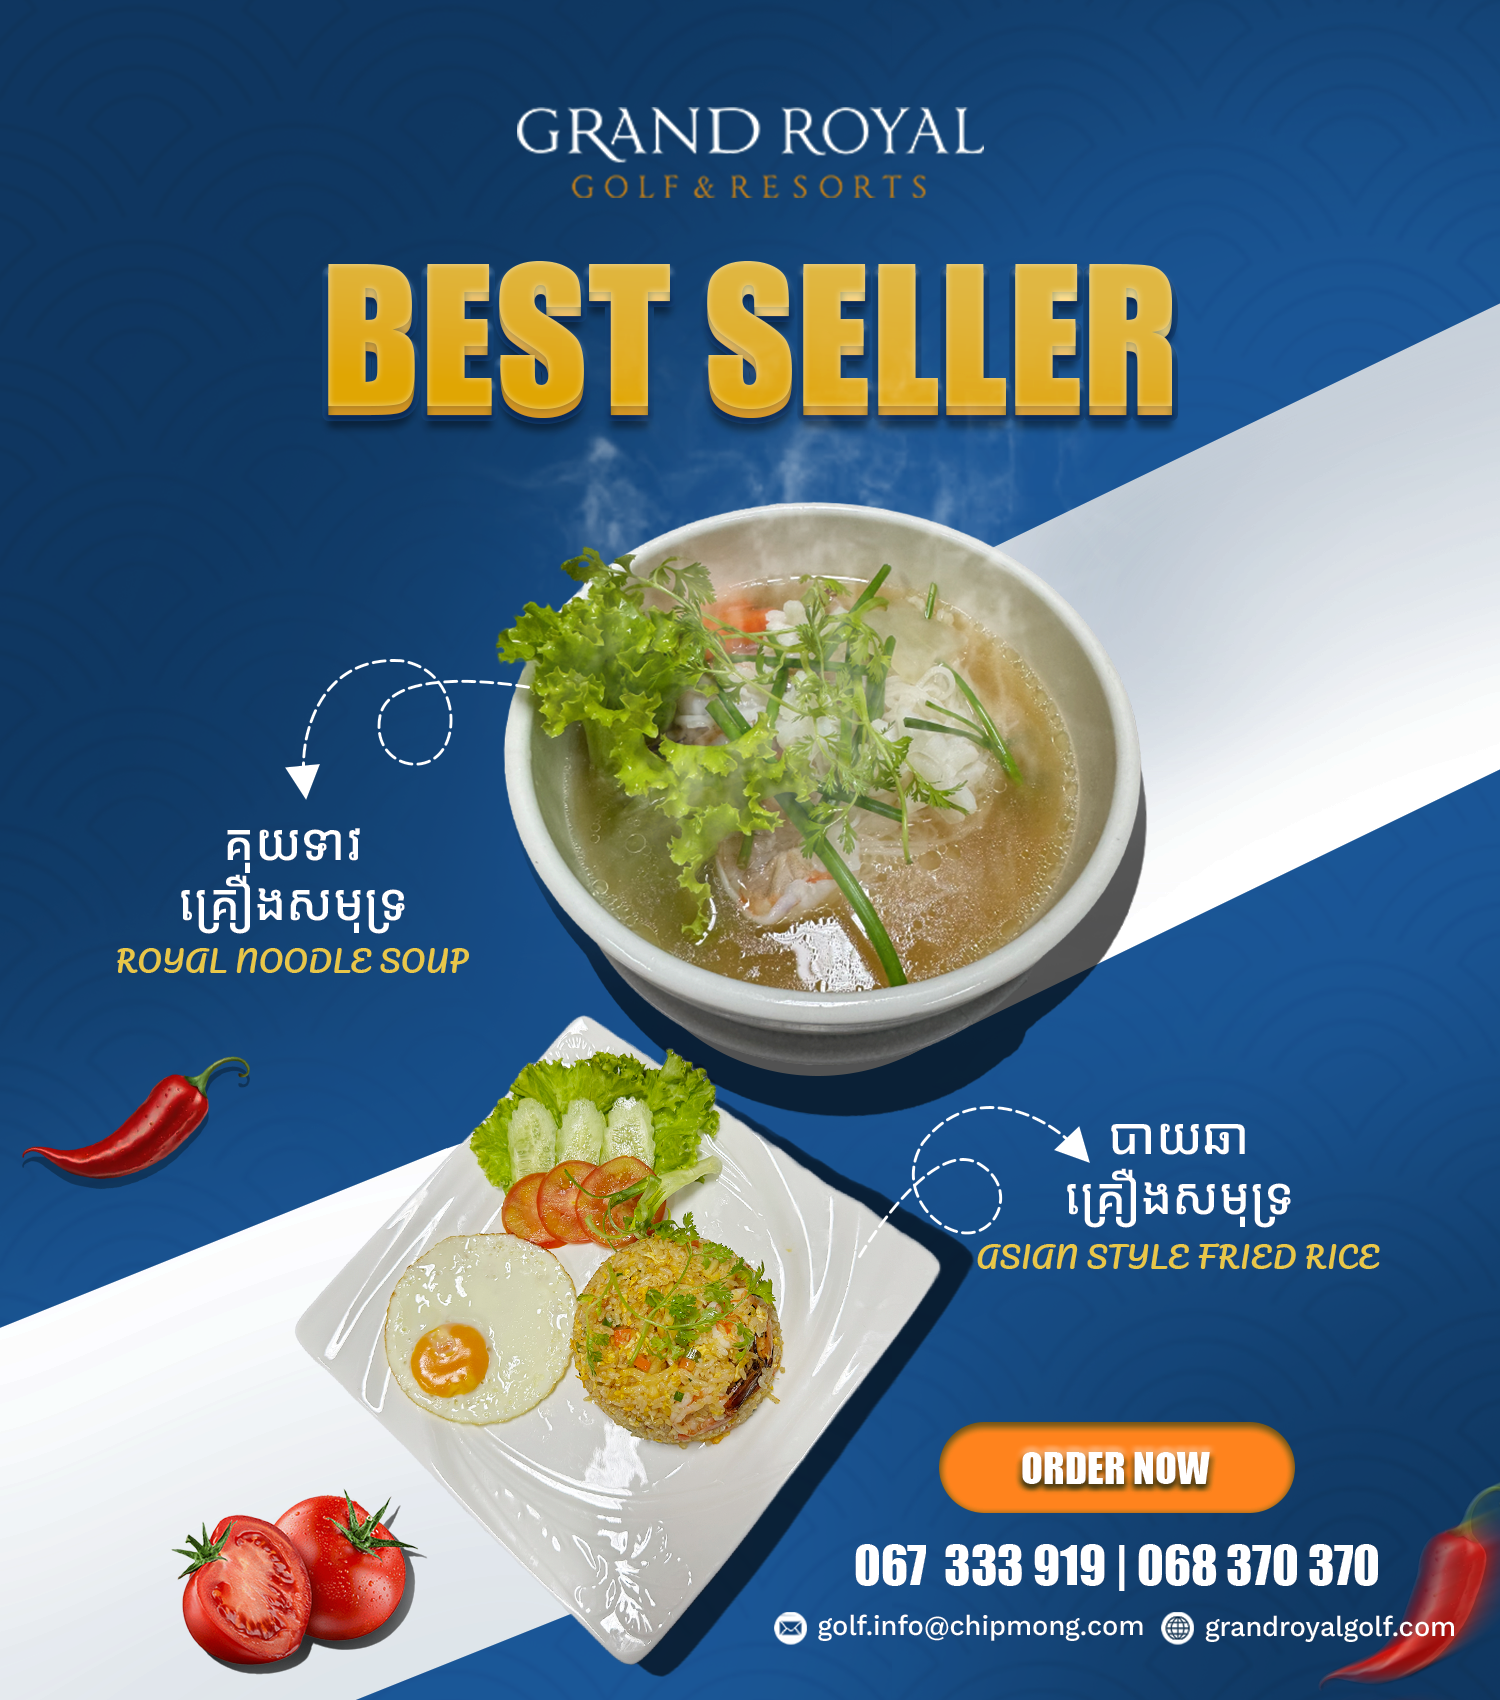 GRAND ROYAL
GOLF & RESORTS
BEST SELLER
គុយទាវ
គ្រឿងសមុទ្រ
ROYAL NOODLE SOUP
បាយឆា
គ្រឿងសមុទ្រ
ASIAN STYLE FRIED RICE
ORDER NOW
067 333 919 | 068 370 370
golf.info@chipmong.com grandroyalgolf.com